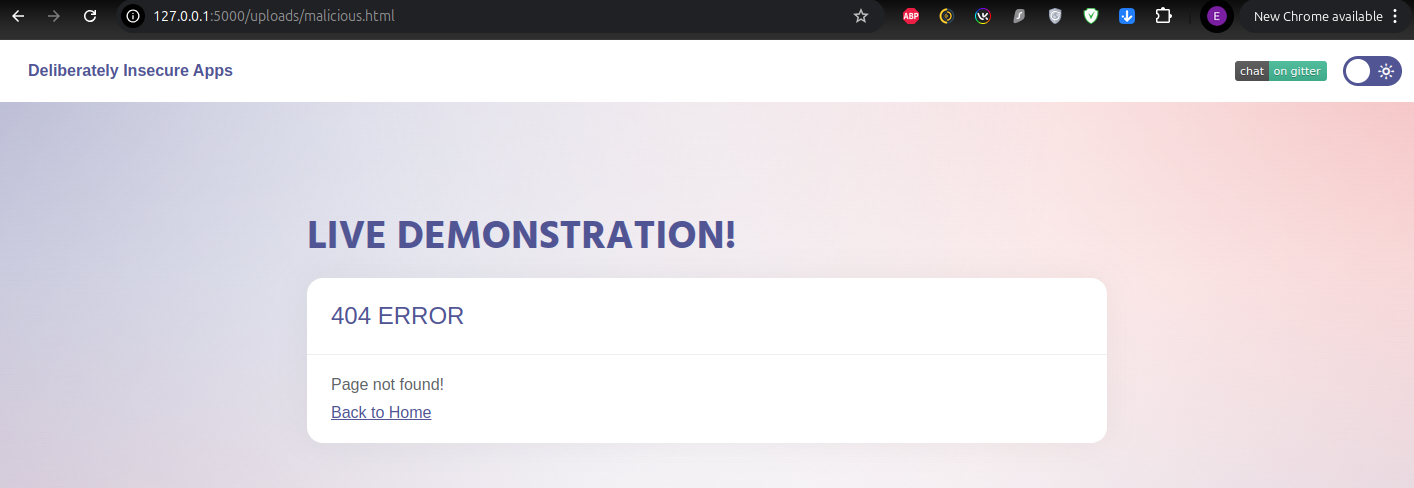 127.0.0.1:5000/uploads/malicious.html ABP E New Chrome available
Deliberately Insecure Apps chat on gitter
LIVE DEMONSTRATION!
404 ERROR
Page not found!
Back to Home